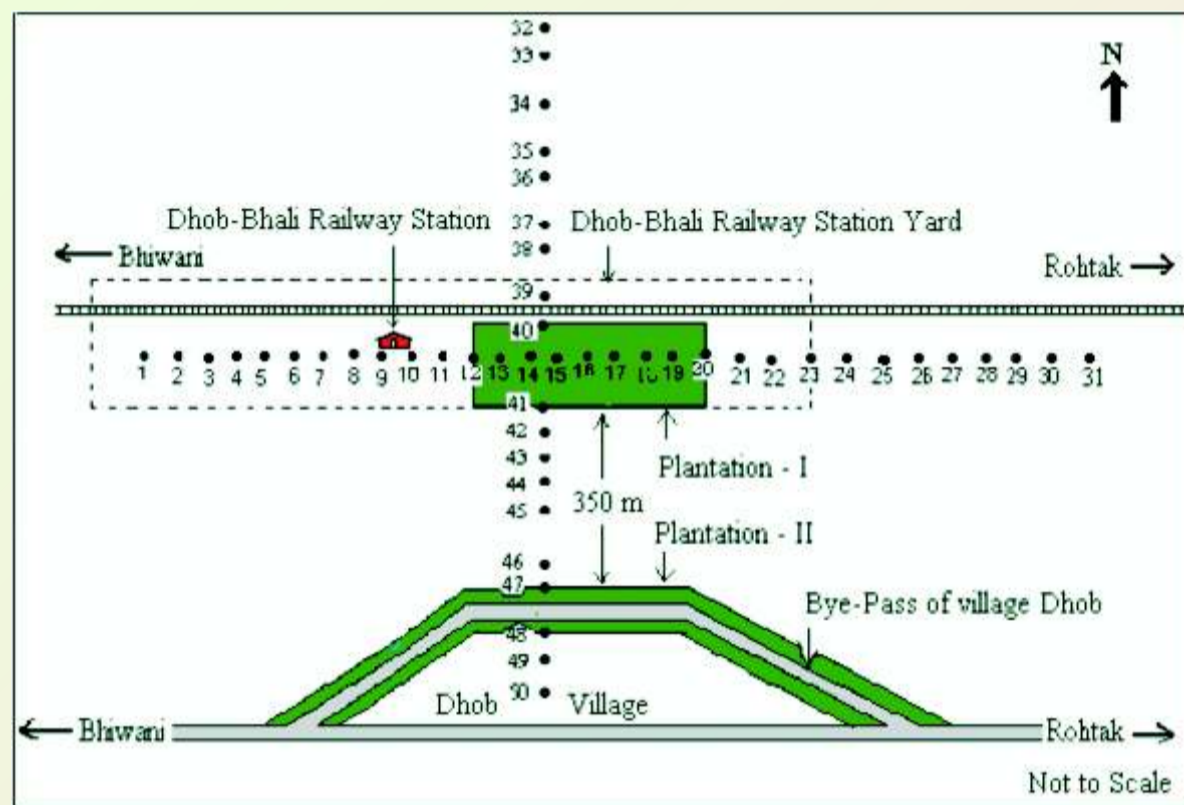 32
33
N
34
35
36
Dhob-Bhali Railway Station
37
Dhob-Bhali Railway Station Yard
38
Bhiwani
Rohtak
39
40
1 2 3 4 5 6 7 8 9 10 11 12 13 14 15 16 17 18 19 20 21 22 23 24 25 26 27 28 29 30 31
41
42
43
Plantation - I
44
350 m
45
Plantation - II
46
47
Bye-Pass of village Dhob
48
49
50
Dhob Village
Bhiwani
Rohtak
Not to Scale